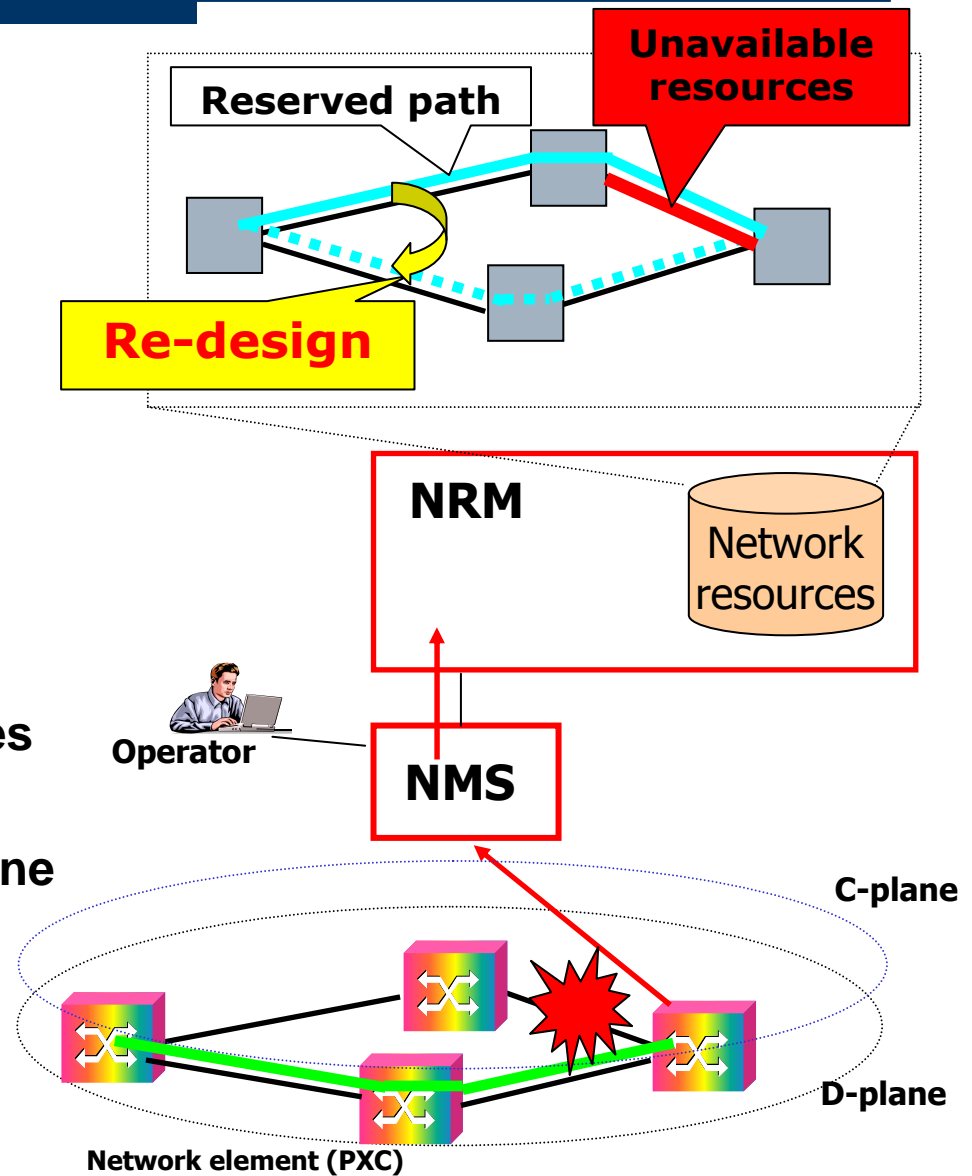 Unavailable
resources
Reserved path
Re-design
NRM
Network
resources
es
Operator
NMS
ne
C-plane
D-plane
Network element (PXC)